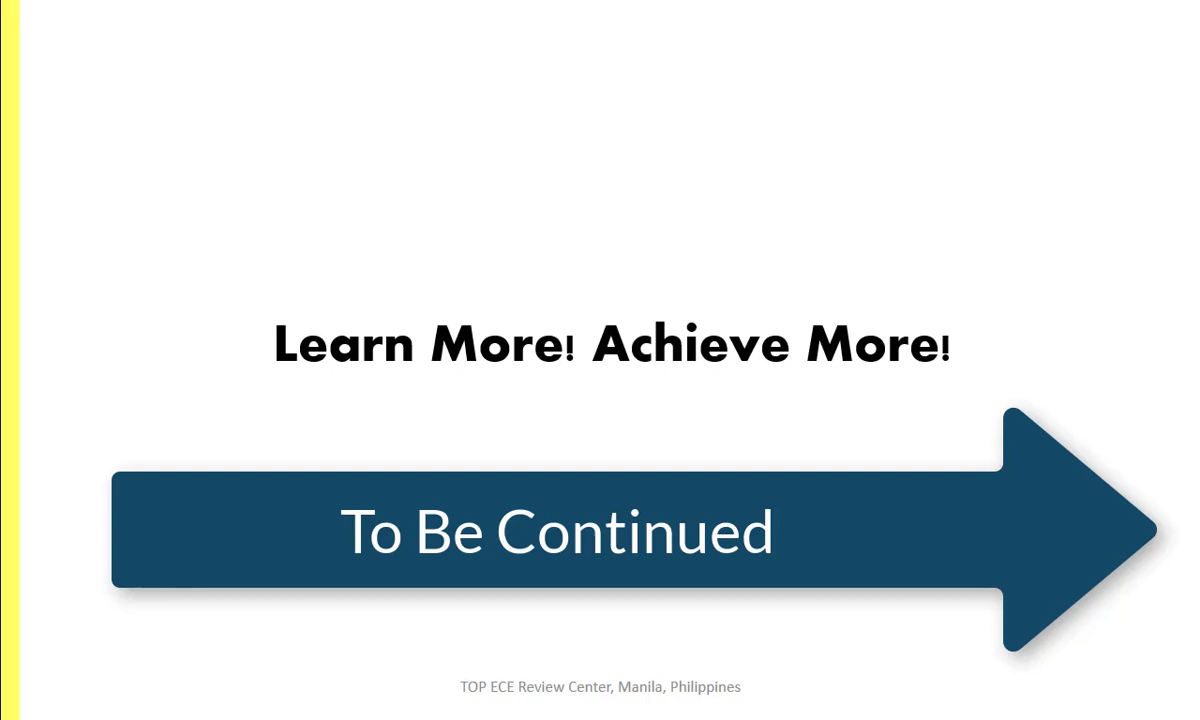 Learn More! Achieve More!
To Be Continued
TOP ECE Review Center, Manila, Philippines